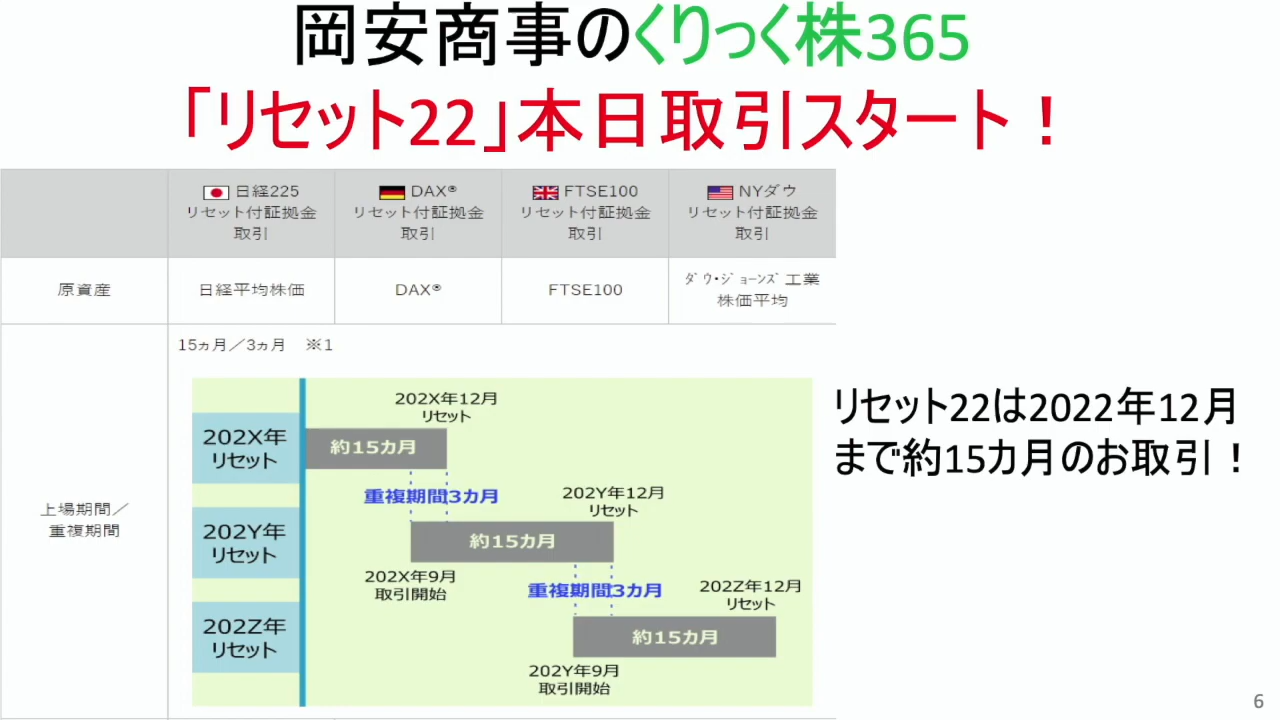 岡安商事のくりっく株365
「リセット22」本日取引スタート！
日経225
リセット付証拠金
取引
DAX®
リセット付証拠金
取引
FTSE100
リセット付証拠金
取引
NYダウ
リセット付証拠金
取引
原資産
日経平均株価
DAX®
FTSE100
ﾀﾞｳ・ｼﾞｮｰﾝｽﾞ工業
株価平均
上場期間／
重複期間
15ヵ月／3ヵ月　※1
202X年12月
リセット
202X年
リセット
約15カ月
重複期間3カ月
202Y年12月
リセット
202Y年
リセット
約15カ月
202X年9月
取引開始
重複期間3カ月
202Z年12月
リセット
202Z年
リセット
約15カ月
202Y年9月
取引開始
リセット22は2022年12月
まで約15カ月のお取引！
6